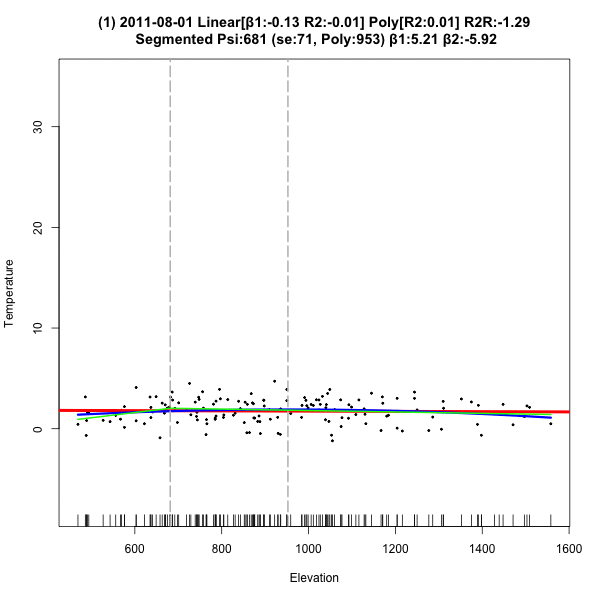 (1) 2011-08-01 Linear[β1:-0.13 R2:-0.01] Poly[R2:0.01] R2R:-1.29
Segmented Psi:681 (se:71, Poly:953) β1:5.21 β2:-5.92
30
20
10
0
Temperature
600 800 1000 1200 1400 1600
Elevation